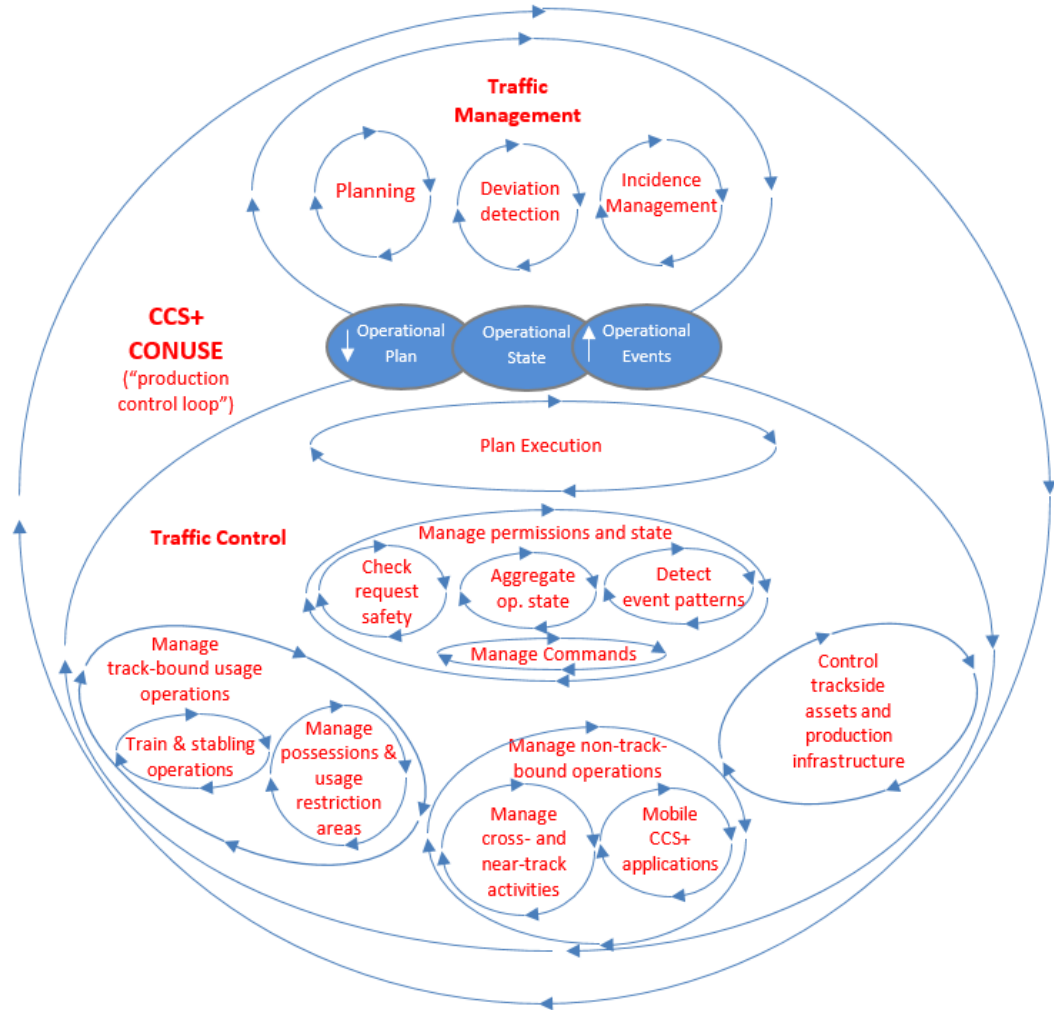 Traffic
Management
Planning
Deviation
detection
Incidence
Management
CCS+
CONUSE
("production
control loop")
Operational
Plan
Operational
State
Operational
Events
Plan Execution
Traffic Control
Manage permissions and state
Check
request
safety
Aggregate
op. state
Detect
event patterns
Manage Commands
Manage
track-bound usage
operations
Train & stabling
operations
Manage
possessions &
usage
restriction
areas
Manage non-track-
bound operations
Manage
cross- and
near-track
activities
Mobile
CCS+
applications
Control
trackside
assets and
production
infrastructure